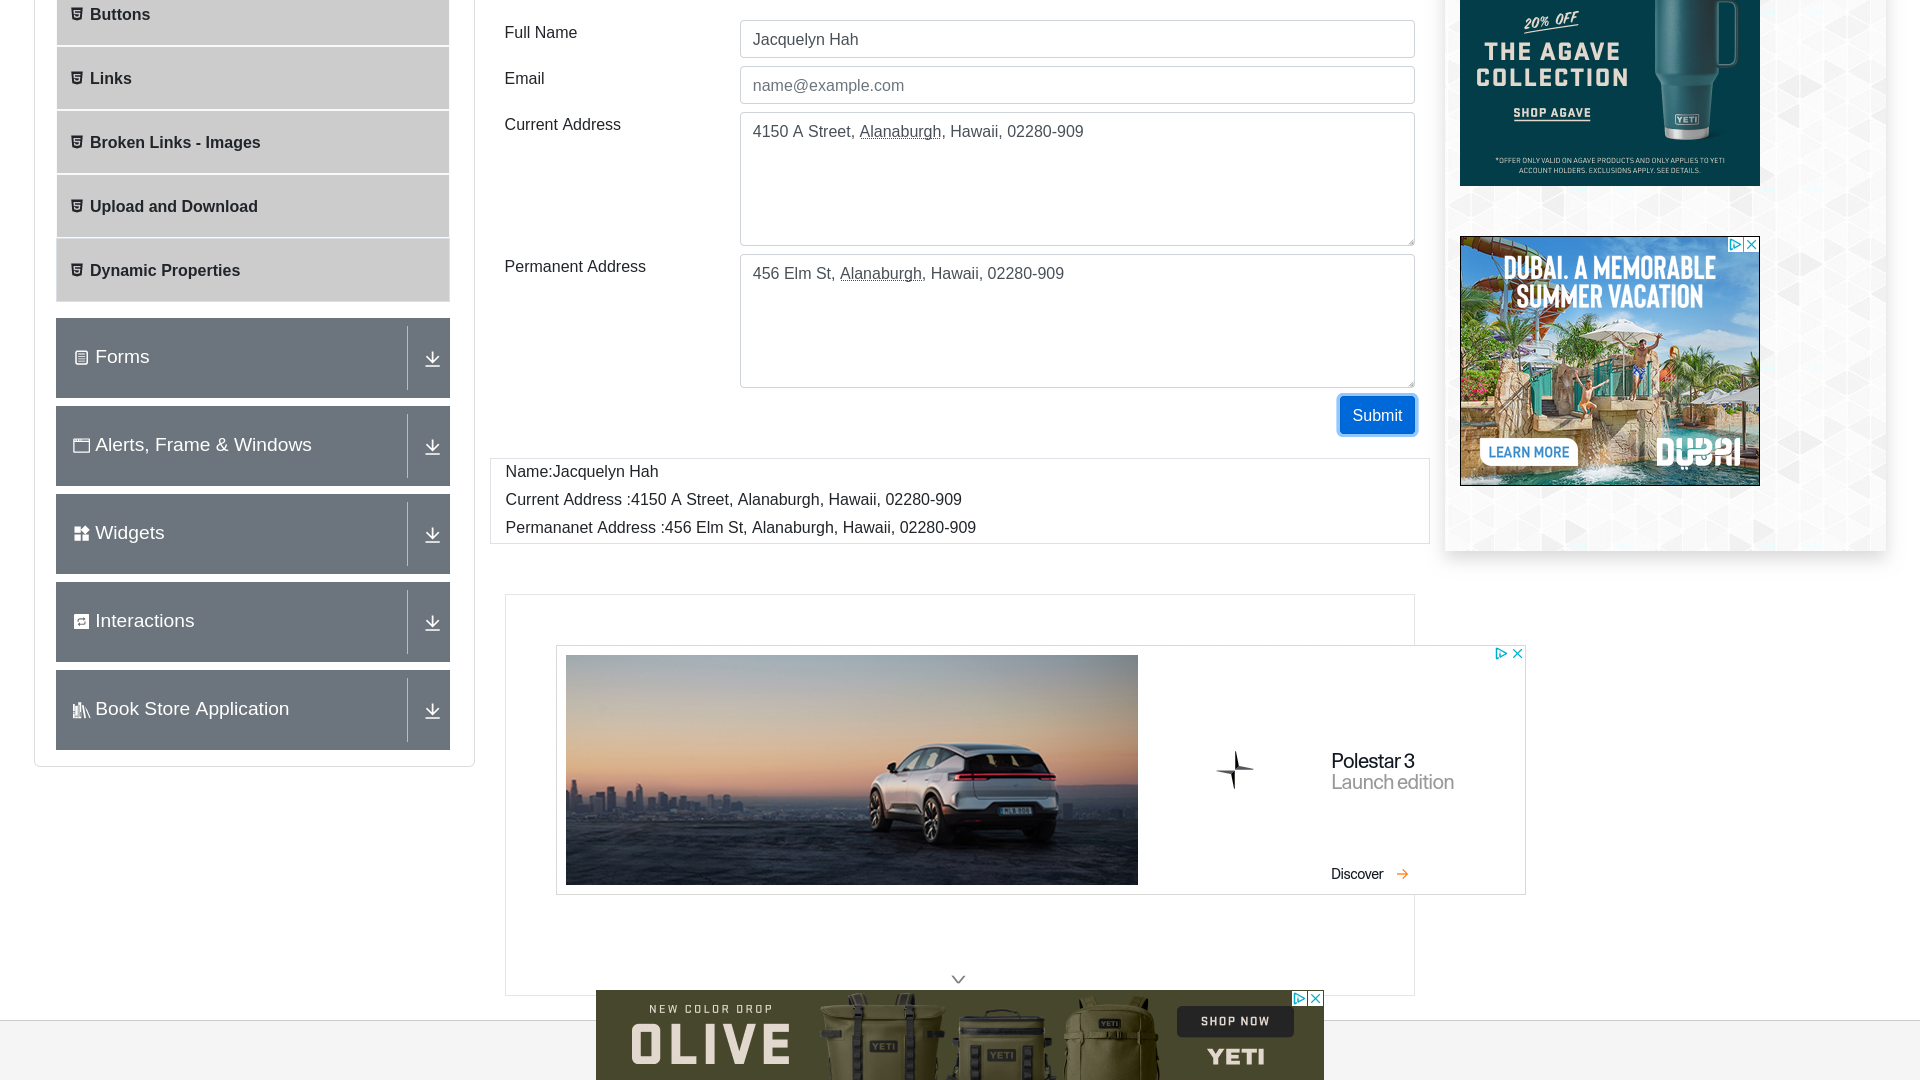 Buttons
Links
Broken Links - Images
Upload and Download
Dynamic Properties
Forms
Alerts, Frame & Windows
Widgets
Interactions
Book Store Application
Full Name
Jacquelyn Hah
Email
name@example.com
Current Address
4150 A Street, Alanaburgh, Hawaii, 02280-909
Permanent Address
456 Elm St, Alanaburgh, Hawaii, 02280-909
Submit
Name:Jacquelyn Hah
Current Address :4150 A Street, Alanaburgh, Hawaii, 02280-909
Permananet Address :456 Elm St, Alanaburgh, Hawaii, 02280-909
20% OFF
THE AGAVE
COLLECTION
SHOP AGAVE
YETI
*OFFER ONLY VALID ON AGAVE PRODUCTS AND ONLY APPLIES TO YETI
ACCOUNT HOLDERS. EXCLUSIONS APPLY. SEE DETAILS.
DUBAI. A MEMORABLE
SUMMER VACATION
LEARN MORE
DUBAI
Polestar 3
Launch edition
Discover
NEW COLOR DROP
OLIVE
YETI
YETI
YETI
SHOP NOW
YETI